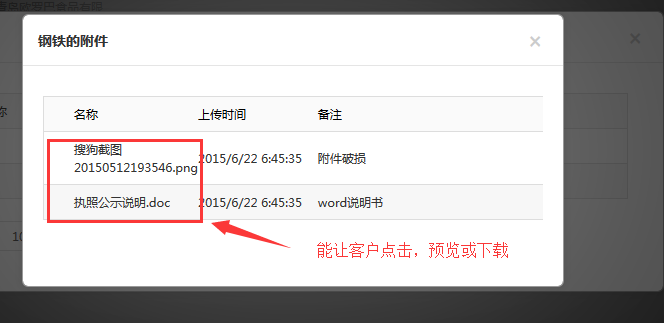 钢铁的附件 ×
名称 上传时间 备注
搜狗截图
20150512193546.png 2015/6/22 6:45:35 附件破损
执照公示说明.doc 2015/6/22 6:45:35 word说明书
能让客户点击，预览或下载